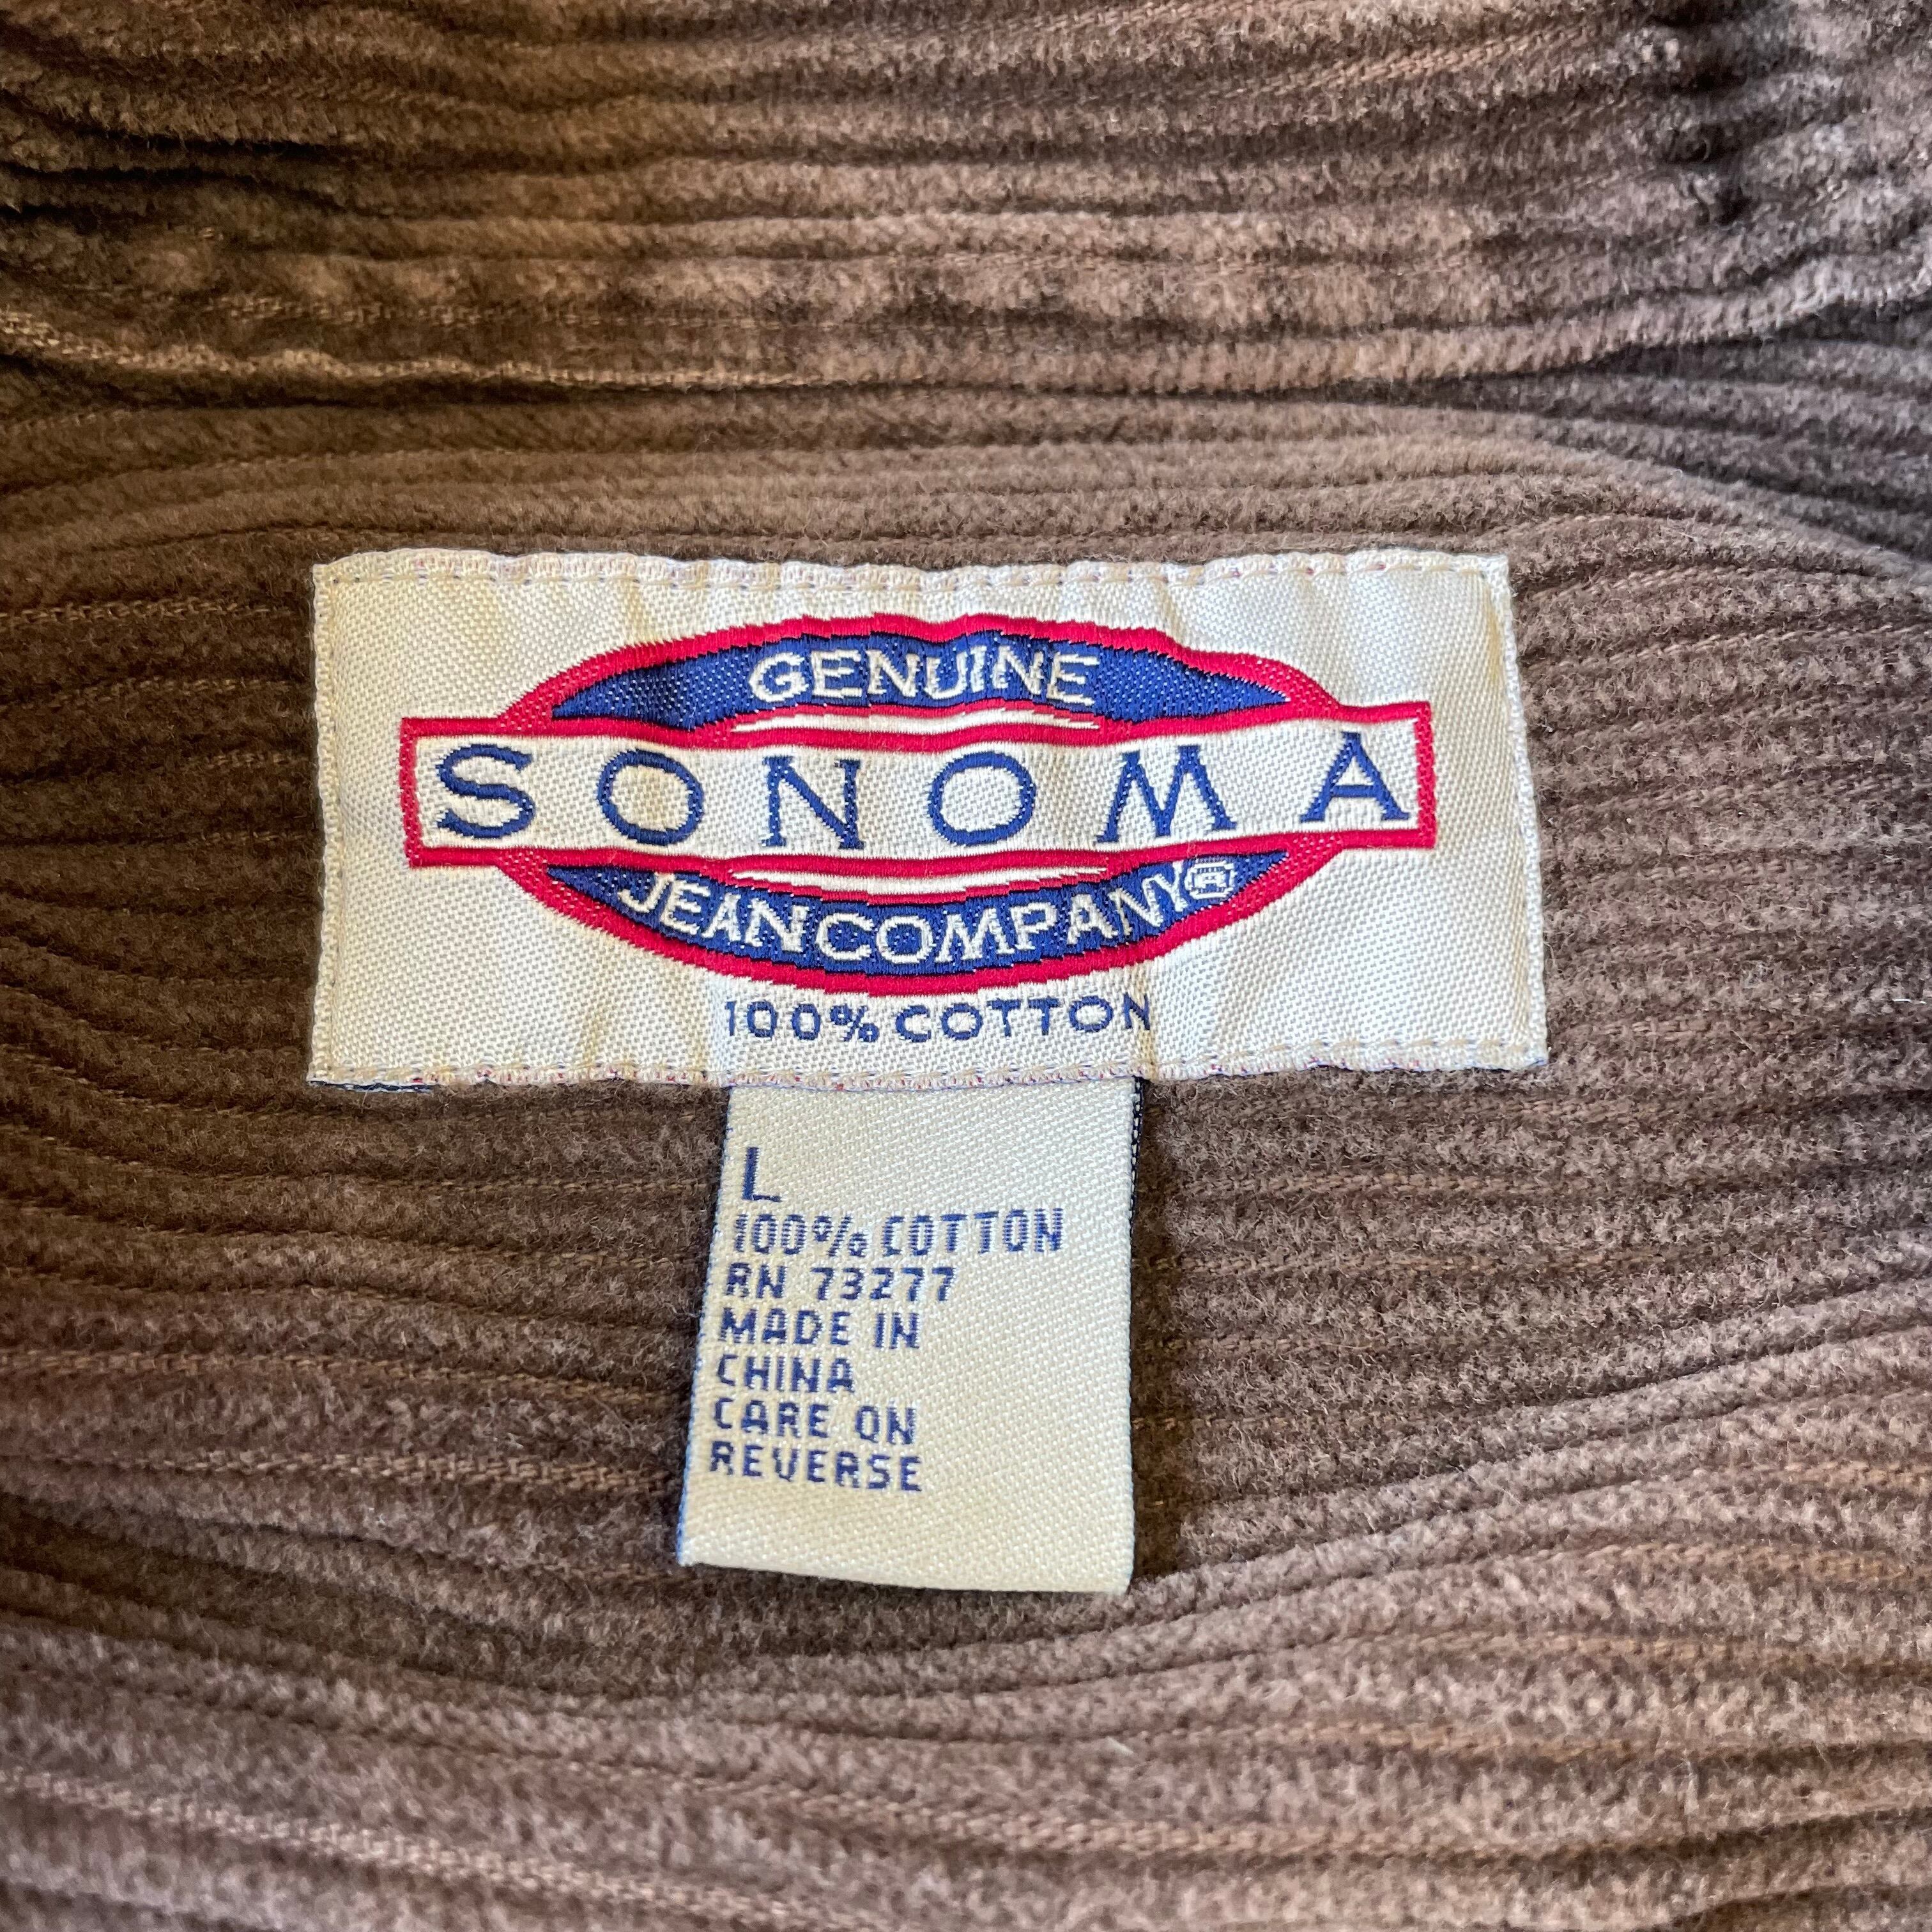 GENUINE
SONOMA
JEAN COMPANY®
100% COTTON
L
100% COTTON
RN 73277
MADE IN
CHINA
CARE ON
REVERSE